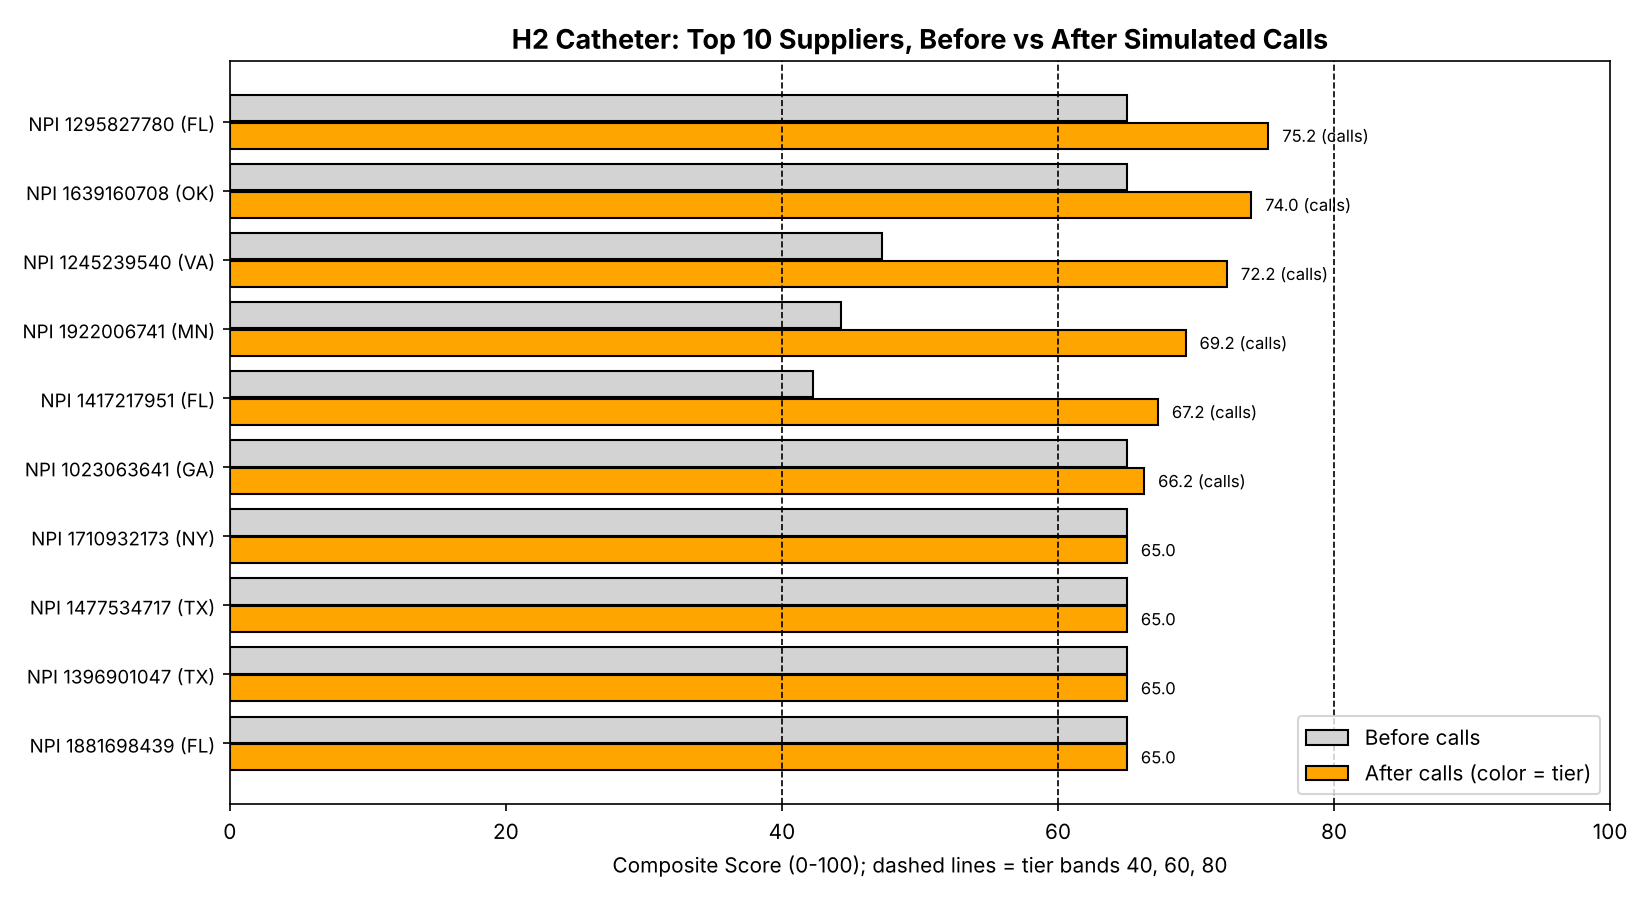 H2 Catheter: Top 10 Suppliers, Before vs After Simulated Calls
NPI 1295827780 (FL)
75.2 (calls)
NPI 1639160708 (OK)
74.0 (calls)
NPI 1245239540 (VA)
72.2 (calls)
NPI 1922006741 (MN)
69.2 (calls)
NPI 1417217951 (FL)
67.2 (calls)
NPI 1023063641 (GA)
66.2 (calls)
NPI 1710932173 (NY)
65.0
NPI 1477534717 (TX)
65.0
NPI 1396901047 (TX)
65.0
NPI 1881698439 (FL)
65.0
Before calls
After calls (color = tier)
0 20 40 60 80 100
Composite Score (0-100); dashed lines = tier bands 40, 60, 80